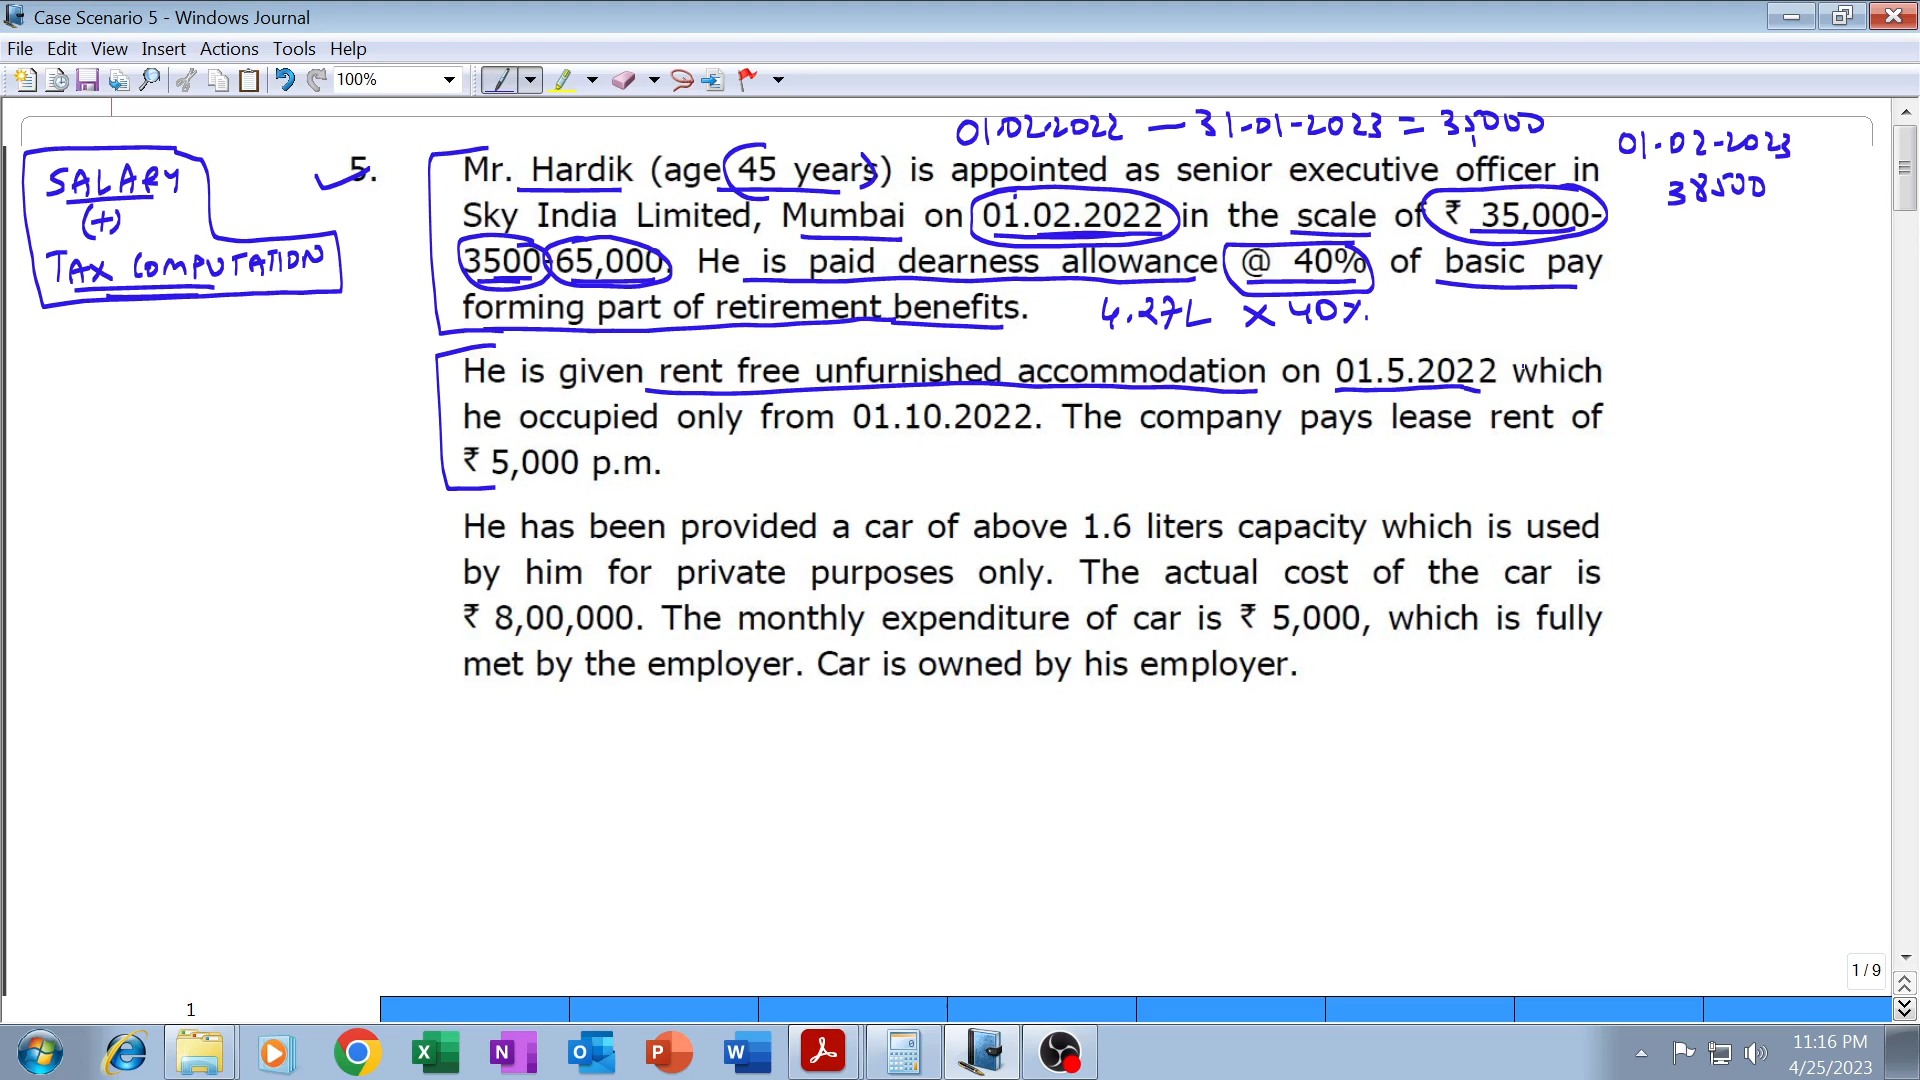 Case Scenario 5 - Windows Journal
File Edit View Insert Actions Tools Help
100%
01.02.2022 — 31-01-2023 = 35000
01.02-2023
38500
SALARY
(+)
TAX COMPUTATION
5. Mr. Hardik (age 45 years) is appointed as senior executive officer in
Sky India Limited, Mumbai on 01.02.2022 in the scale of ₹ 35,000-
3500-65,000. He is paid dearness allowance @ 40% of basic pay
forming part of retirement benefits.
4.27L x 40%.
He is given rent free unfurnished accommodation on 01.5.2022 which
he occupied only from 01.10.2022. The company pays lease rent of
₹ 5,000 p.m.
He has been provided a car of above 1.6 liters capacity which is used
by him for private purposes only. The actual cost of the car is
₹ 8,00,000. The monthly expenditure of car is ₹ 5,000, which is fully
met by the employer. Car is owned by his employer.
1 / 9
1
11:16 PM
4/25/2023